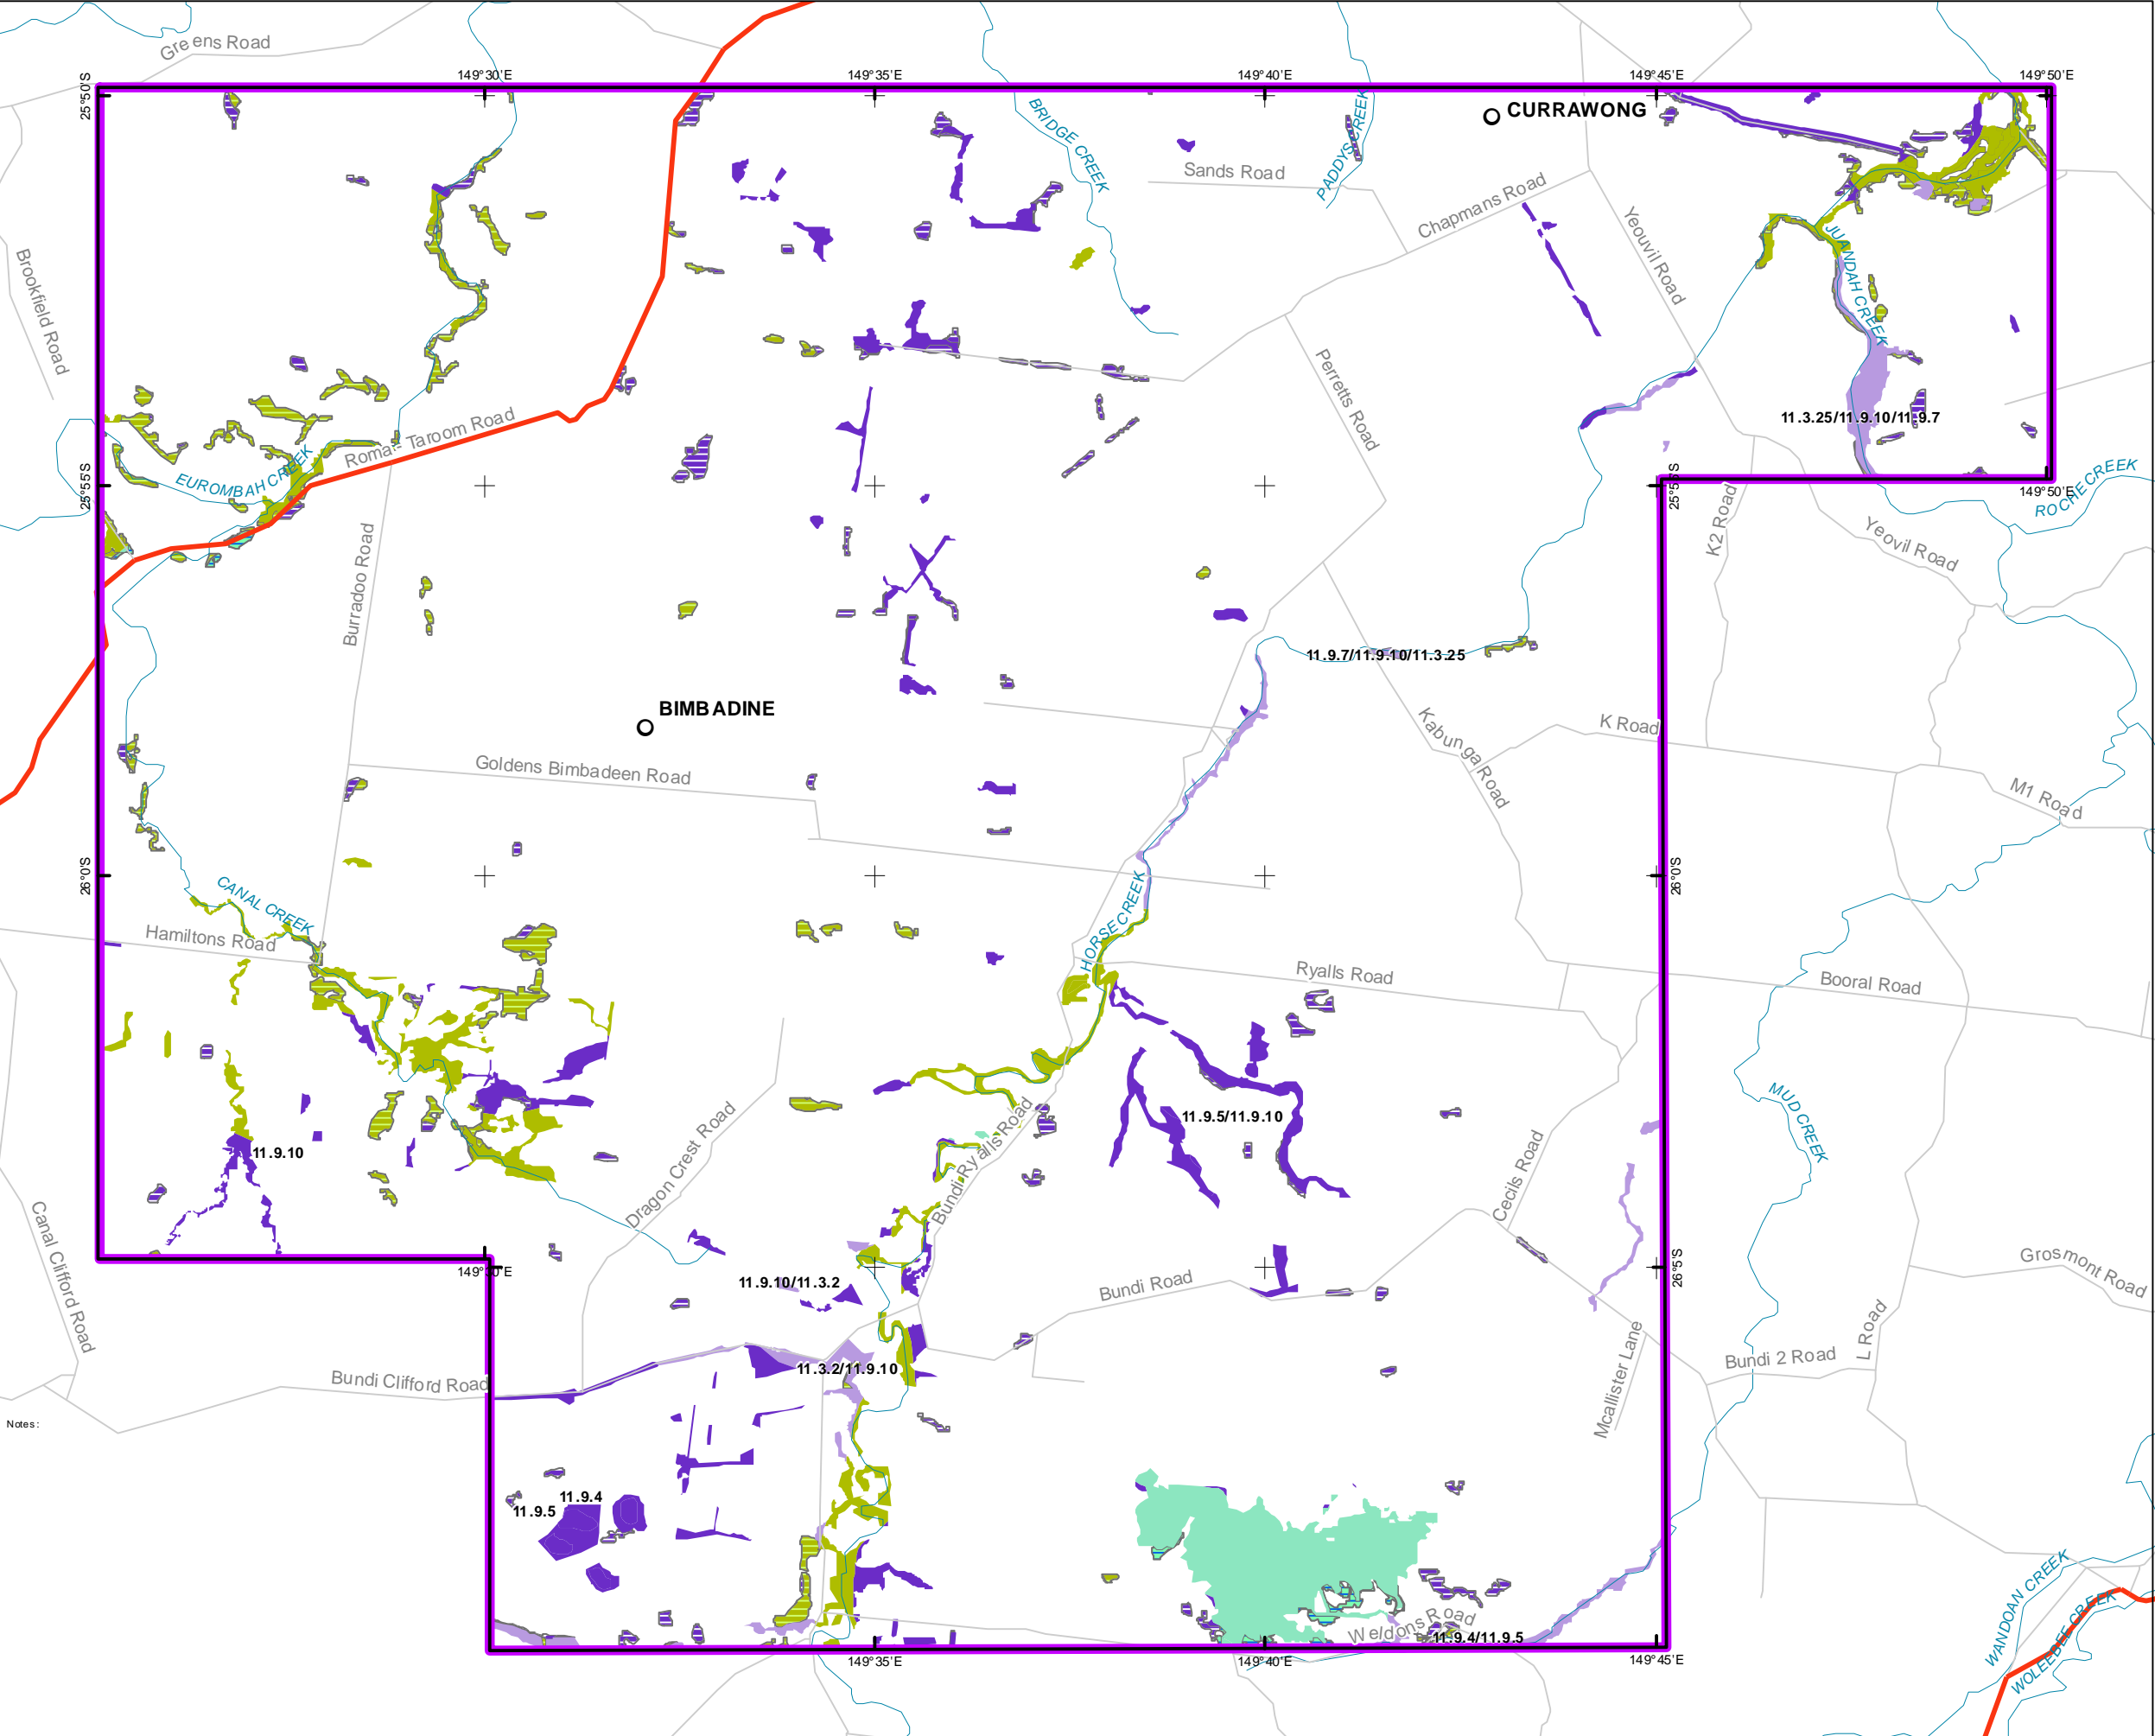 Greens Road
149°30'E
149°35'E
149°40'E
149°45'E
149°50'E
25°50'S
BRIDGE CREEK
PADDYS CREEK
CURRAWONG
Sands Road
Chapmans Road
Yeouvil Road
JUANDAH CREEK
Brookfield Road
Perretts Road
11.3.25/11.9.10/11.9.7
Roma Taroom Road
EUROMBAH CREEK
25°55'S
25°55'S
149°50'E
ROCHE CREEK
K2 Road
Yeovil Road
Burradoo Road
11.9.7/11.9.10/11.3.25
BIMBADINE
Kabunga Road
K Road
Goldens Bimbadeen Road
M1 Road
26°0'S
26°0'S
CANAL CREEK
HORSE CREEK
Hamiltons Road
Ryalls Road
Booral Road
MUD CREEK
11.9.5/11.9.10
11.9.10
Dragon Crest Road
Bundi Ryalls Road
Cecils Road
Canal Clifford Road
149°30'E
26°5'S
Grosmont Road
11.9.10/11.3.2
Bundi Road
L Road
Mcallister Lane
Bundi 2 Road
11.3.2/11.9.10
Bundi Clifford Road
Notes:
11.9.4
11.9.5
WANDOAN CREEK
WOLEEBEE CREEK
Weldons Road
11.9.4/11.9.5
149°35'E
149°40'E
149°45'E